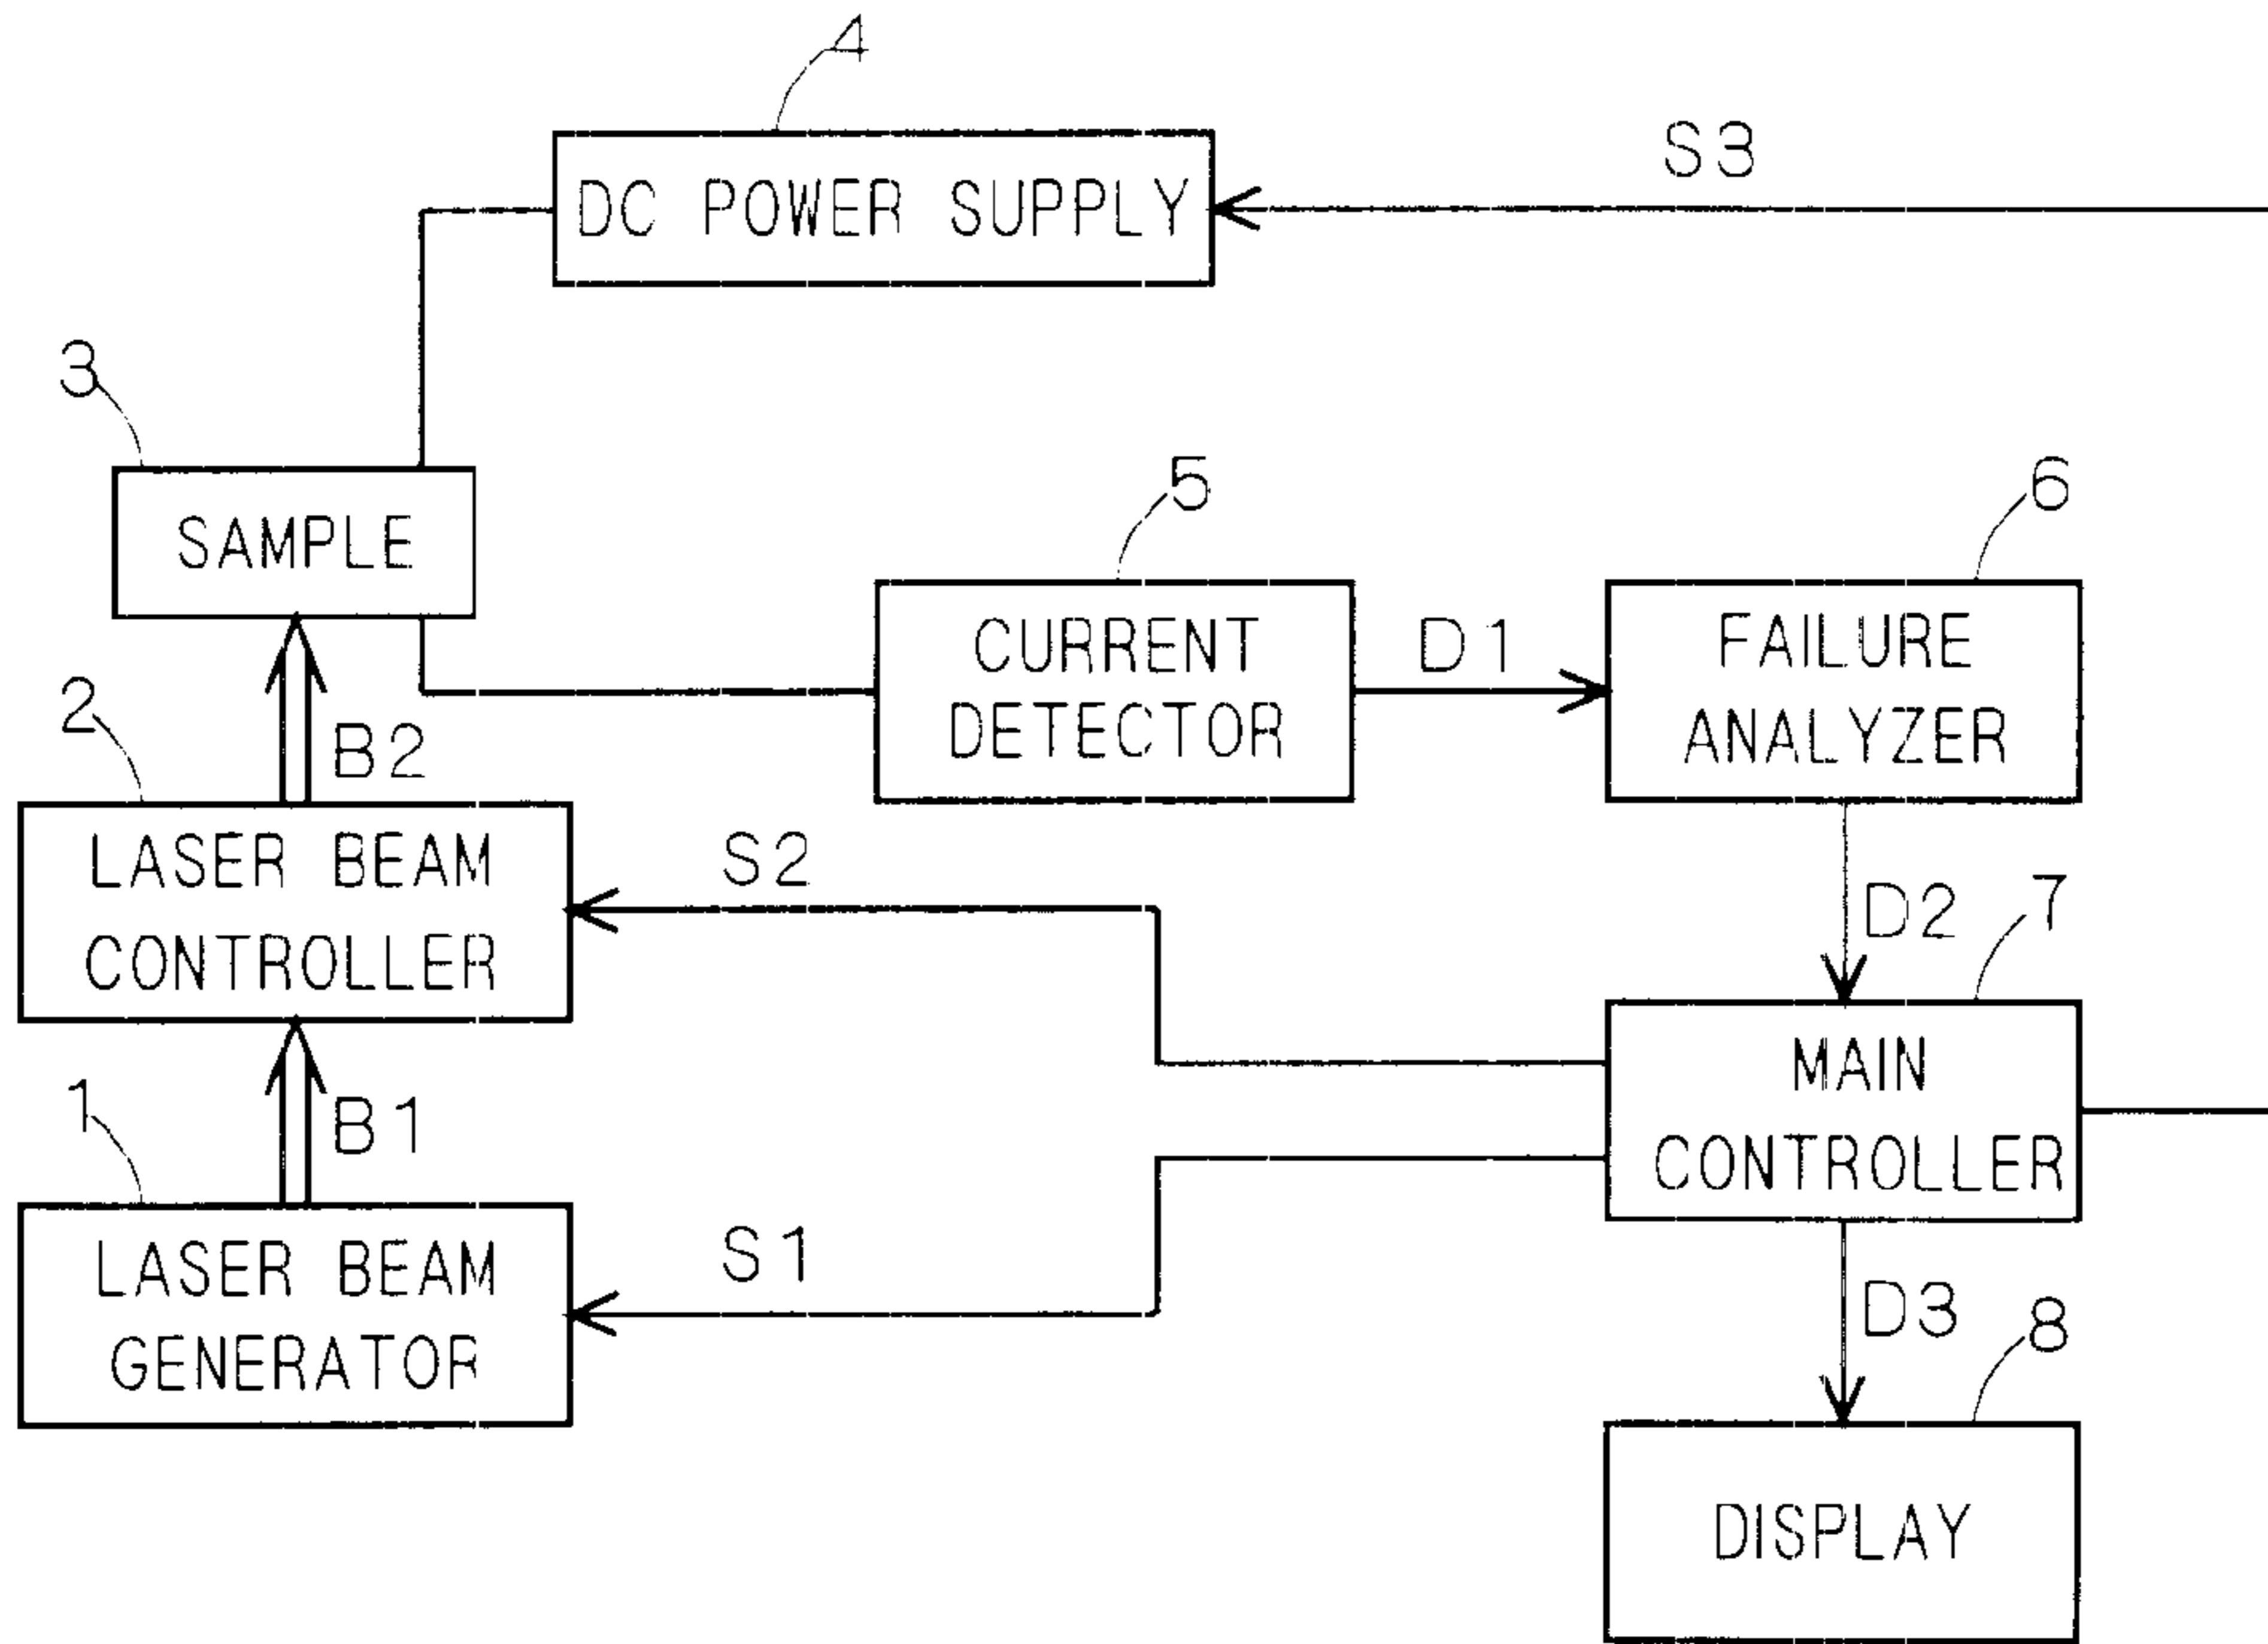 4
S3
DC POWER SUPPLY
3
SAMPLE
5
6
CURRENT
DETECTOR
D1
FAILURE
ANALYZER
2
B2
LASER BEAM
CONTROLLER
S2
D2
7
MAIN
CONTROLLER
1
B1
LASER BEAM
GENERATOR
S1
D3
8
DISPLAY